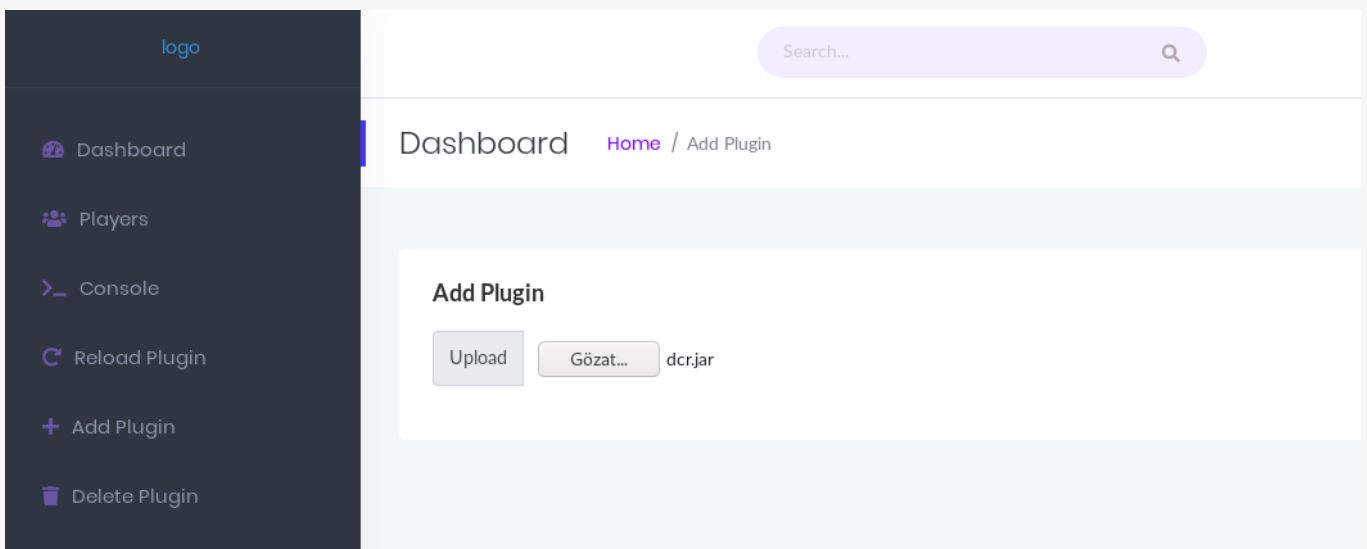 logo
Search...
Dashboard
Home / Add Plugin
Dashboard
Players
Console
Reload Plugin
Add Plugin
Delete Plugin
Add Plugin
Upload Gözat... dcr.jar